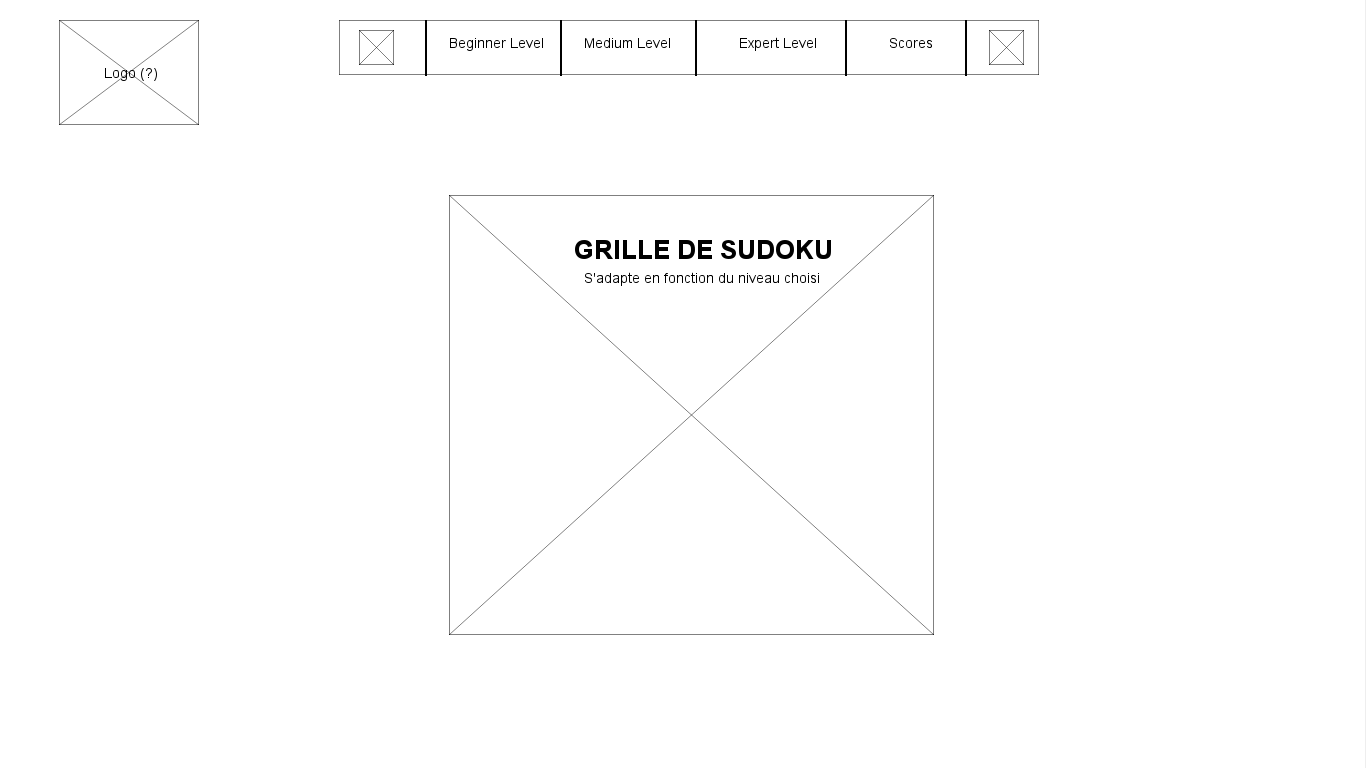 Logo (?)
Beginner Level
Medium Level
Expert Level
Scores
GRILLE DE SUDOKU
S'adapte en fonction du niveau choisi